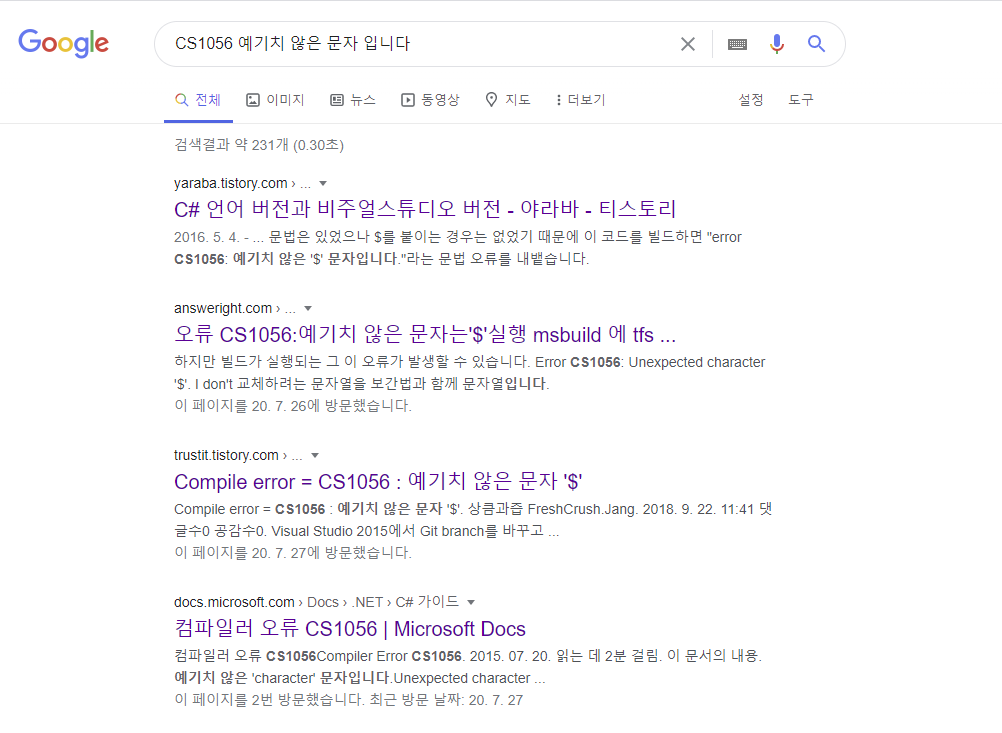 Google
CS1056 예기치 않은 문자 입니다
전체 이미지 뉴스 동영상 지도 더보기 설정 도구
검색결과 약 231개 (0.30초)
yaraba.tistory.com › ...
C# 언어 버전과 비주얼스튜디오 버전 - 야라바 - 티스토리
2016. 5. 4. - ... 문법은 있었으나 $를 붙이는 경우는 없었기 때문에 이 코드를 빌드하면 "error
CS1056: 예기치 않은 '$' 문자입니다."라는 문법 오류를 내뱉습니다.
answeright.com › ...
오류 CS1056:예기치 않은 문자는'$'실행 msbuild 에 tfs ...
하지만 빌드가 실행되는 그 이 오류가 발생할 수 있습니다. Error CS1056: Unexpected character
'$'. I don't 교체하려는 문자열을 보간법과 함께 문자열입니다.
이 페이지를 20. 7. 26에 방문했습니다.
trustit.tistory.com › ...
Compile error = CS1056 : 예기치 않은 문자 '$'
Compile error = CS1056 : 예기치 않은 문자 '$'. 상큼과즙 FreshCrush.Jang. 2018. 9. 22. 11:41 댓
글수0 공감수0. Visual Studio 2015에서 Git branch를 바꾸고 ...
이 페이지를 20. 7. 27에 방문했습니다.
docs.microsoft.com › Docs › .NET › C# 가이드
컴파일러 오류 CS1056 | Microsoft Docs
컴파일러 오류 CS1056Compiler Error CS1056. 2015. 07. 20. 읽는 데 2분 걸림. 이 문서의 내용.
예기치 않은 'character' 문자입니다.Unexpected character ...
이 페이지를 2번 방문했습니다. 최근 방문 날짜: 20. 7. 27